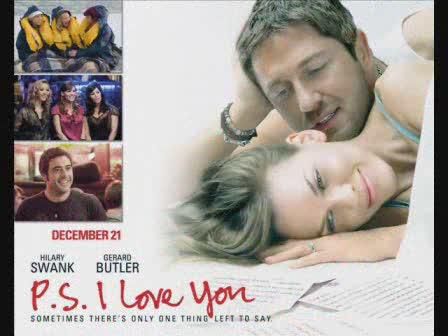 DECEMBER 21
HILARY GERARD
SWANK BUTLER
P.S. I Love You
SOMETIMES THERE'S ONLY ONE THING LEFT TO SAY.